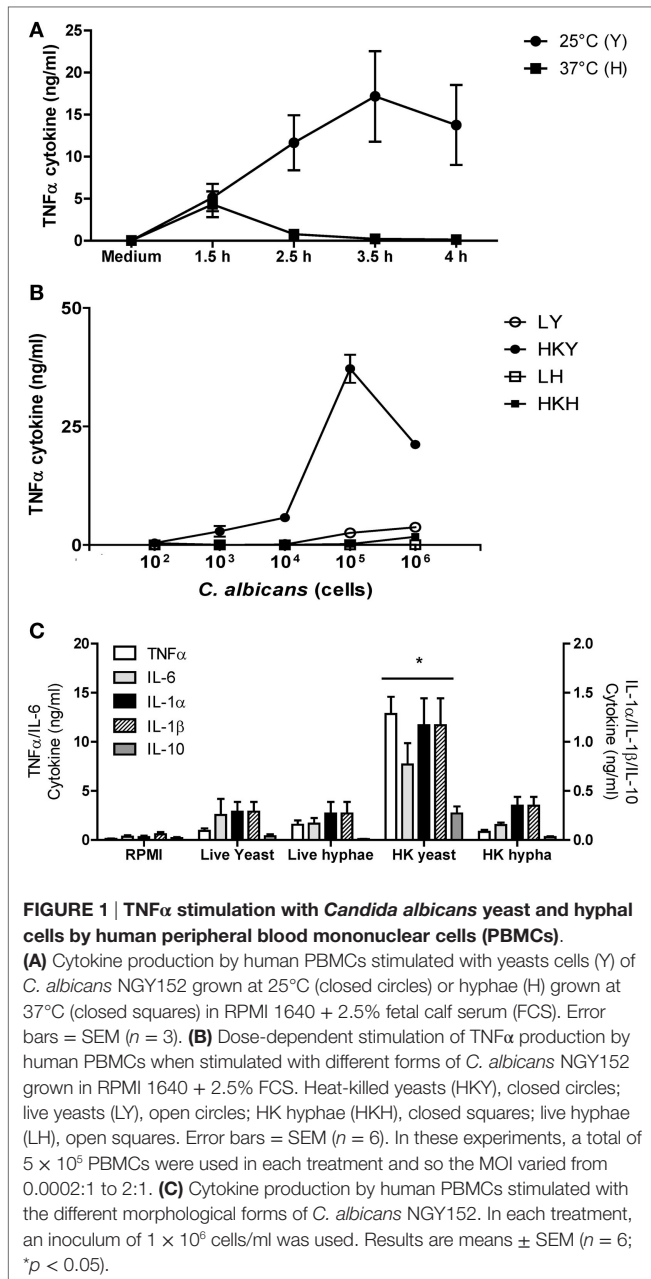 A
TNFα cytokine (ng/ml)
25
20
15
10
5
0
Medium 1.5 h 2.5 h 3.5 h 4 h
25°C (Y)
37°C (H)
B
TNFα cytokine (ng/ml)
50
25
0
10² 10³ 10⁴ 10⁵ 10⁶
C. albicans (cells)
LY
HKY
LH
HKH
C
TNFα/IL-6
Cytokine (ng/ml)
20
15
10
5
0
TNFα
IL-6
IL-1α
IL-1β
IL-10
*
2.0
1.5
1.0
0.5
0.0
IL-1α/IL-1β/IL-10
Cytokine (ng/ml)
RPMI Live Yeast Live hyphae HK yeast HK hypha
FIGURE 1 | TNFα stimulation with Candida albicans yeast and hyphal
cells by human peripheral blood mononuclear cells (PBMCs).
(A) Cytokine production by human PBMCs stimulated with yeasts cells (Y) of
C. albicans NGY152 grown at 25°C (closed circles) or hyphae (H) grown at
37°C (closed squares) in RPMI 1640 + 2.5% fetal calf serum (FCS). Error
bars = SEM (n = 3). (B) Dose-dependent stimulation of TNFα production by
human PBMCs when stimulated with different forms of C. albicans NGY152
grown in RPMI 1640 + 2.5% FCS. Heat-killed yeasts (HKY), closed circles;
live yeasts (LY), open circles; HK hyphae (HKH), closed squares; live hyphae
(LH), open squares. Error bars = SEM (n = 6). In these experiments, a total of
5 × 10⁵ PBMCs were used in each treatment and so the MOI varied from
0.0002:1 to 2:1. (C) Cytokine production by human PBMCs stimulated with
the different morphological forms of C. albicans NGY152. In each treatment,
an inoculum of 1 × 10⁶ cells/ml was used. Results are means ± SEM (n = 6;
*p < 0.05).